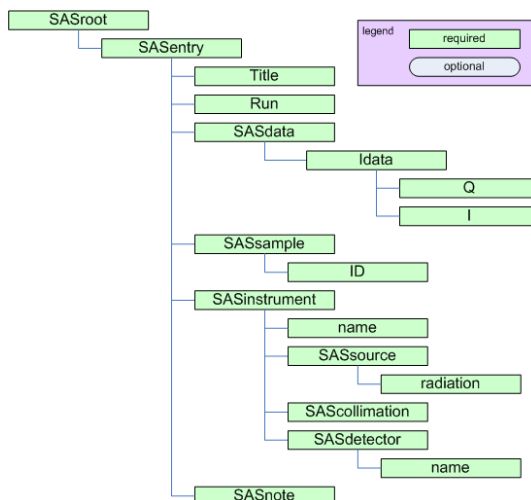 SASroot
legend
required
optional
SASentry
Title
Run
SASdata
Idata
Q
I
SASsample
ID
SASinstrument
name
SASsource
radiation
SAScollimation
SASdetector
name
SASnote